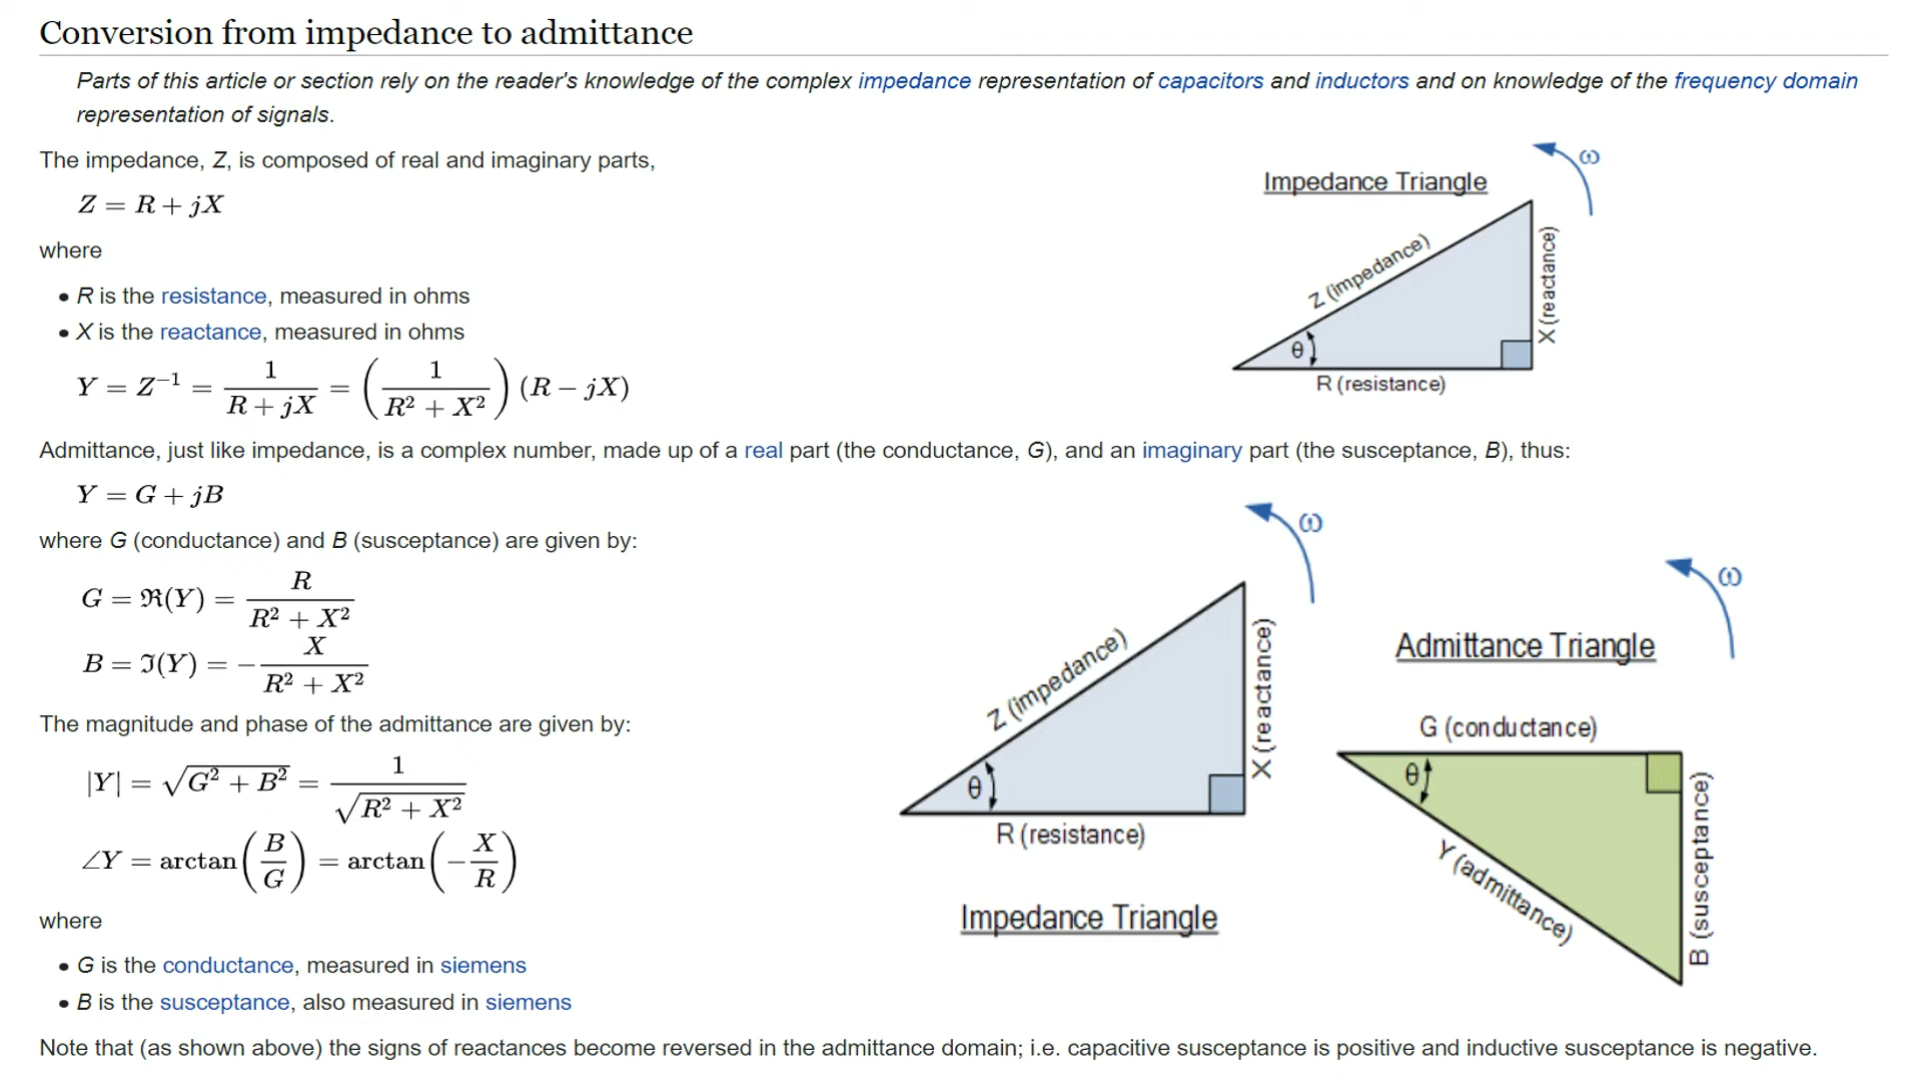 Conversion from impedance to admittance
Parts of this article or section rely on the reader's knowledge of the complex impedance representation of capacitors and inductors and on knowledge of the frequency domain
representation of signals.
The impedance, Z, is composed of real and imaginary parts,
Z = R + jX
where
• R is the resistance, measured in ohms
• X is the reactance, measured in ohms
Y = Z⁻¹ = 1 / (R + jX) = (1 / (R² + X²)) (R − jX)
Impedance Triangle
ω
Z (impedance)
X (reactance)
θ
R (resistance)
Admittance, just like impedance, is a complex number, made up of a real part (the conductance, G), and an imaginary part (the susceptance, B), thus:
Y = G + jB
where G (conductance) and B (susceptance) are given by:
G = ℜ(Y) = R / (R² + X²)
B = ℑ(Y) = − X / (R² + X²)
The magnitude and phase of the admittance are given by:
|Y| = √(G² + B²) = 1 / √(R² + X²)
∠Y = arctan(B / G) = arctan(− X / R)
where
• G is the conductance, measured in siemens
• B is the susceptance, also measured in siemens
ω
Z (impedance)
X (reactance)
θ
R (resistance)
Impedance Triangle
ω
Admittance Triangle
G (conductance)
θ
Y (admittance)
B (susceptance)
Note that (as shown above) the signs of reactances become reversed in the admittance domain; i.e. capacitive susceptance is positive and inductive susceptance is negative.